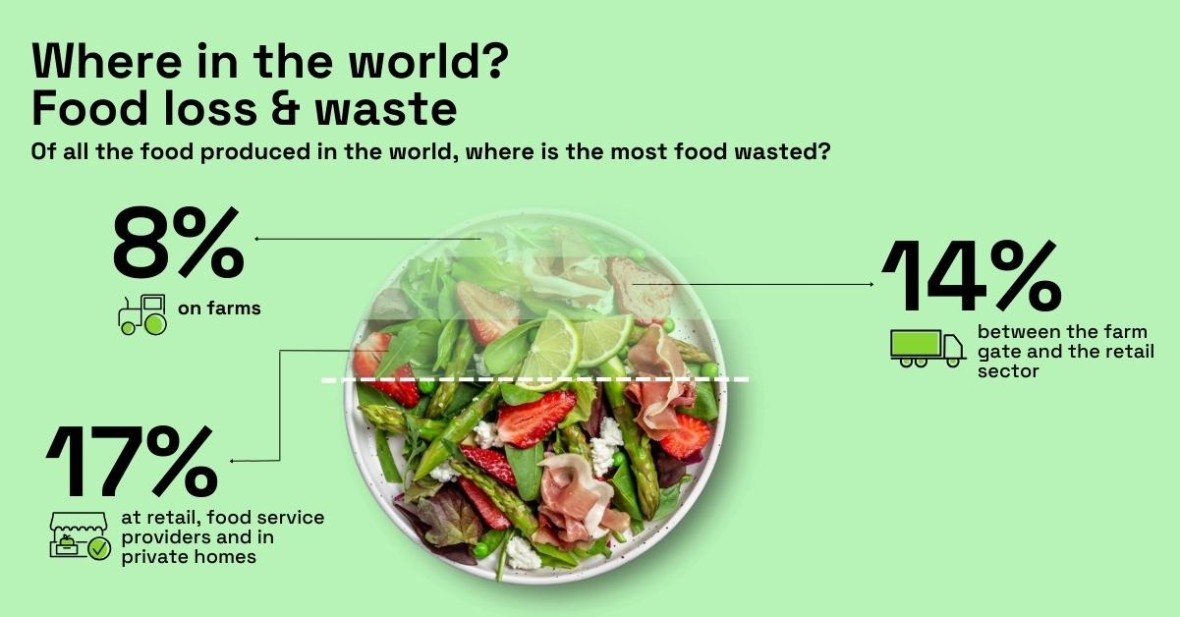 Where in the world?
Food loss & waste
Of all the food produced in the world, where is the most food wasted?
8%
on farms
14%
between the farm
gate and the retail
sector
17%
at retail, food service
providers and in
private homes